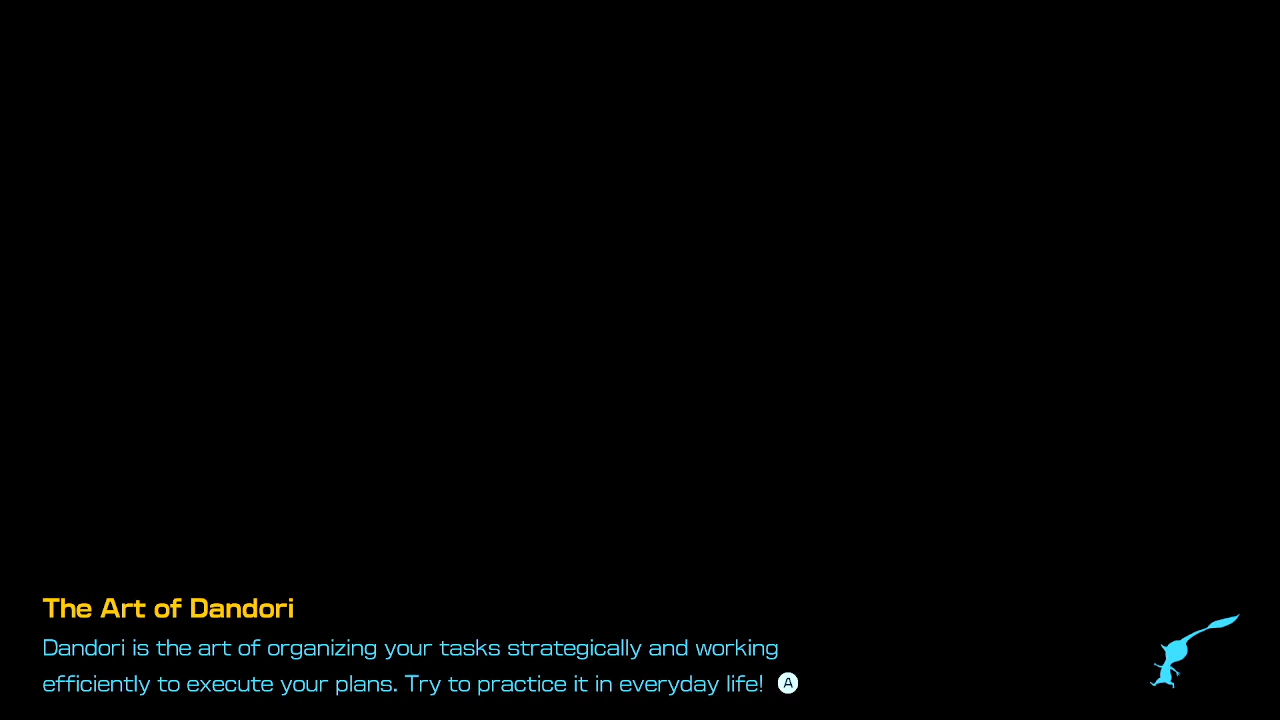 The Art of Dandori
Dandori is the art of organizing your tasks strategically and working
efficiently to execute your plans. Try to practice it in everyday life! A